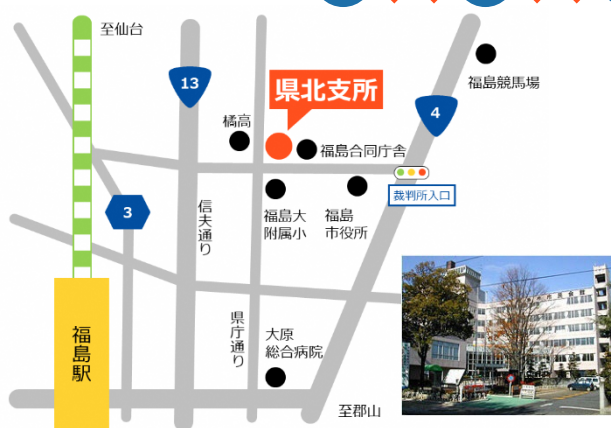 至仙台
13
県北支所
福島競馬場
4
橘高
福島合同庁舎
裁判所入口
3
信夫通り
福島大
附属小
福島
市役所
福島駅
県庁通り
大原
総合病院
至郡山